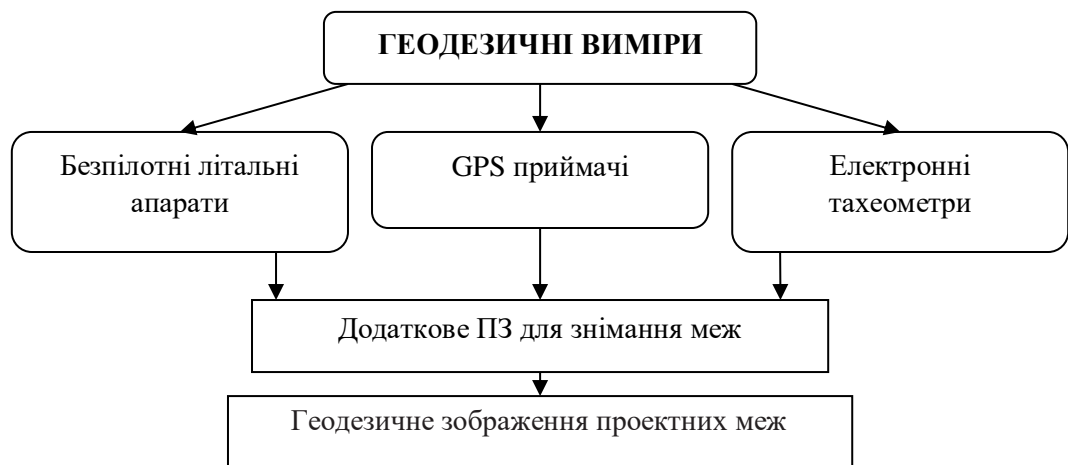 ГЕОДЕЗИЧНІ ВИМІРИ
Безпілотні літальні
апарати
GPS приймачі
Електронні
тахеометри
Додаткове ПЗ для знімання меж
Геодезичне зображення проектних меж